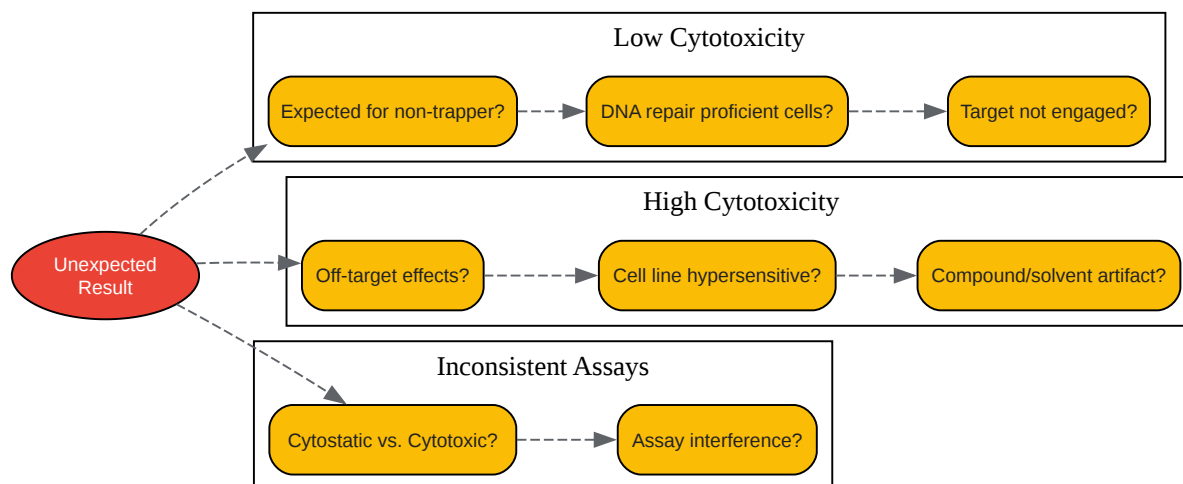 Low Cytotoxicity
Expected for non-trapper?
DNA repair proficient cells?
Target not engaged?
Unexpected
Result
High Cytotoxicity
Off-target effects?
Cell line hypersensitive?
Compound/solvent artifact?
Inconsistent Assays
Cytostatic vs. Cytotoxic?
Assay interference?